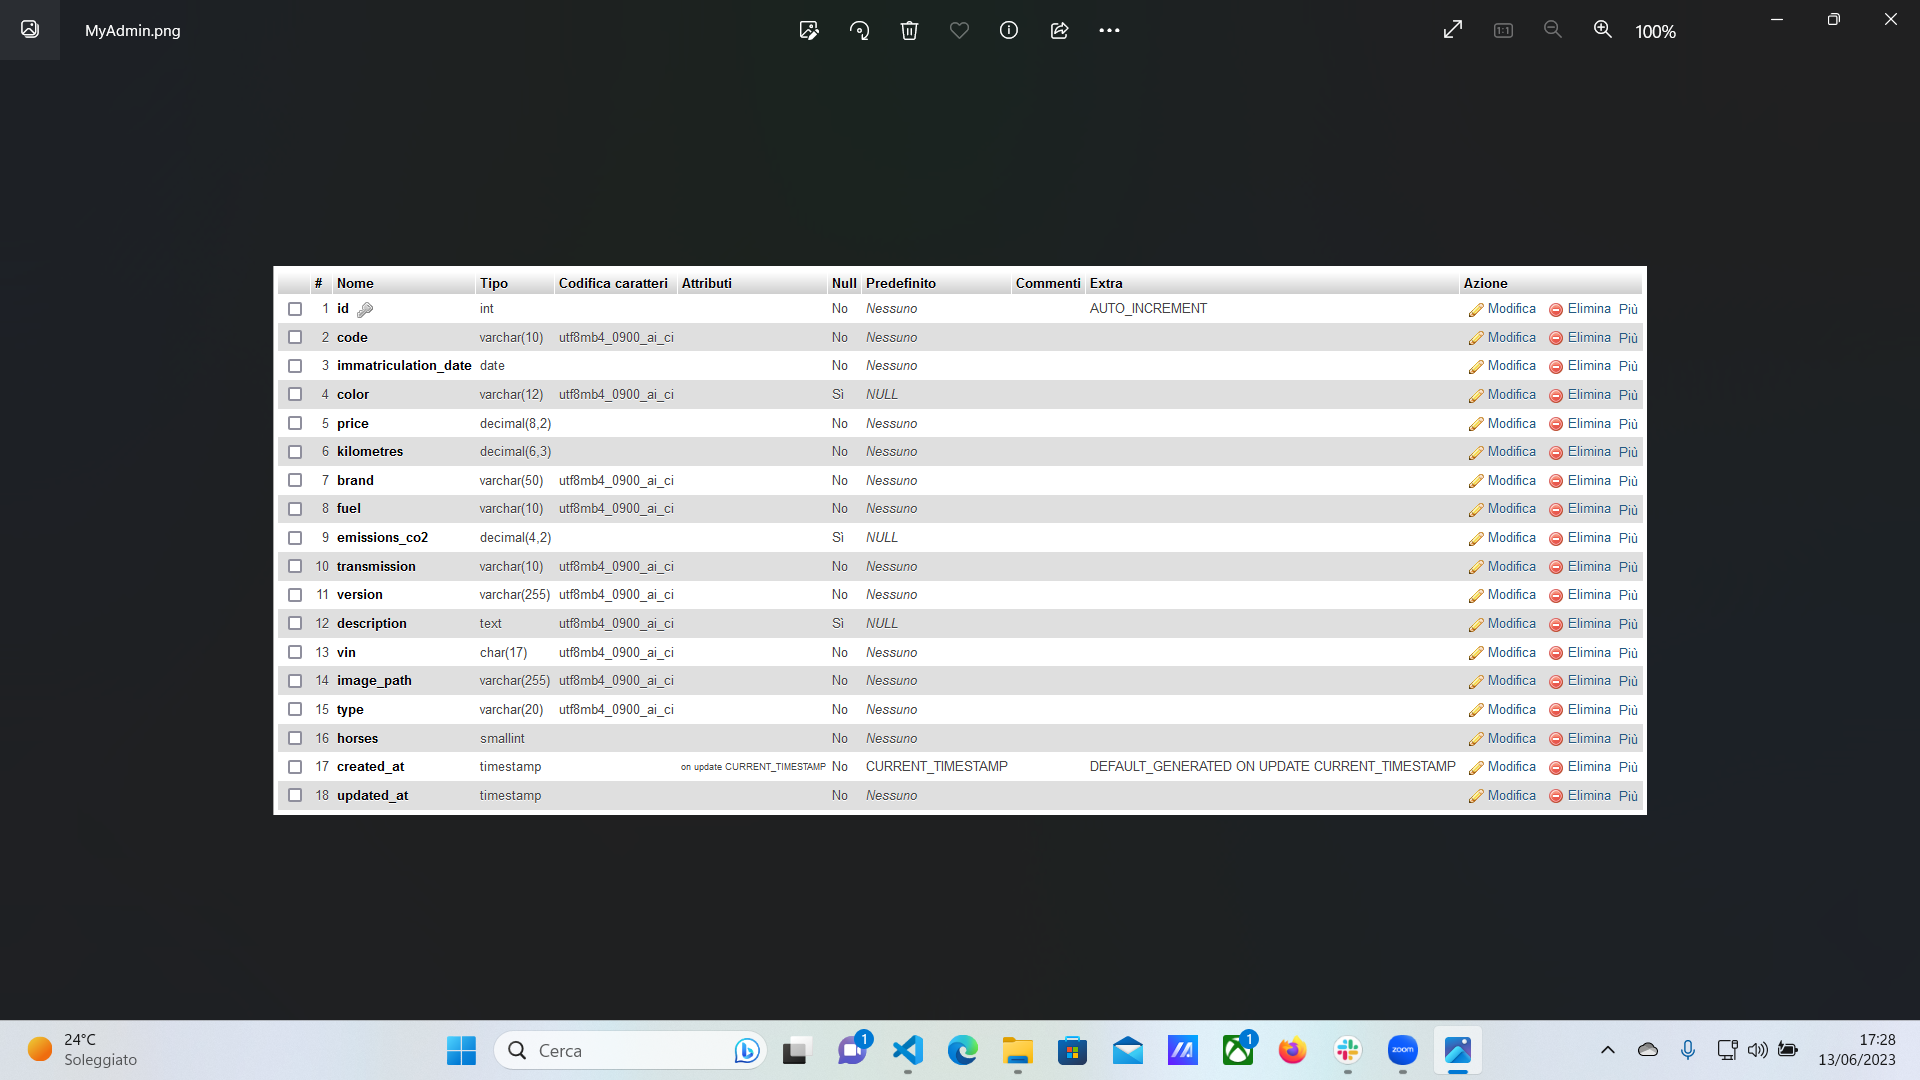 MyAdmin.png
100%
# Nome Tipo Codifica caratteri Attributi Null Predefinito Commenti Extra Azione
1 id int No Nessuno AUTO_INCREMENT Modifica Elimina Più
2 code varchar(10) utf8mb4_0900_ai_ci No Nessuno Modifica Elimina Più
3 immatriculation_date date No Nessuno Modifica Elimina Più
4 color varchar(12) utf8mb4_0900_ai_ci Sì NULL Modifica Elimina Più
5 price decimal(8,2) No Nessuno Modifica Elimina Più
6 kilometres decimal(6,3) No Nessuno Modifica Elimina Più
7 brand varchar(50) utf8mb4_0900_ai_ci No Nessuno Modifica Elimina Più
8 fuel varchar(10) utf8mb4_0900_ai_ci No Nessuno Modifica Elimina Più
9 emissions_co2 decimal(4,2) Sì NULL Modifica Elimina Più
10 transmission varchar(10) utf8mb4_0900_ai_ci No Nessuno Modifica Elimina Più
11 version varchar(255) utf8mb4_0900_ai_ci No Nessuno Modifica Elimina Più
12 description text utf8mb4_0900_ai_ci Sì NULL Modifica Elimina Più
13 vin char(17) utf8mb4_0900_ai_ci No Nessuno Modifica Elimina Più
14 image_path varchar(255) utf8mb4_0900_ai_ci No Nessuno Modifica Elimina Più
15 type varchar(20) utf8mb4_0900_ai_ci No Nessuno Modifica Elimina Più
16 horses smallint No Nessuno Modifica Elimina Più
17 created_at timestamp on update CURRENT_TIMESTAMP No CURRENT_TIMESTAMP DEFAULT_GENERATED ON UPDATE CURRENT_TIMESTAMP Modifica Elimina Più
18 updated_at timestamp No Nessuno Modifica Elimina Più
24°C
Soleggiato
Cerca
1
1
zoom
17:28
13/06/2023